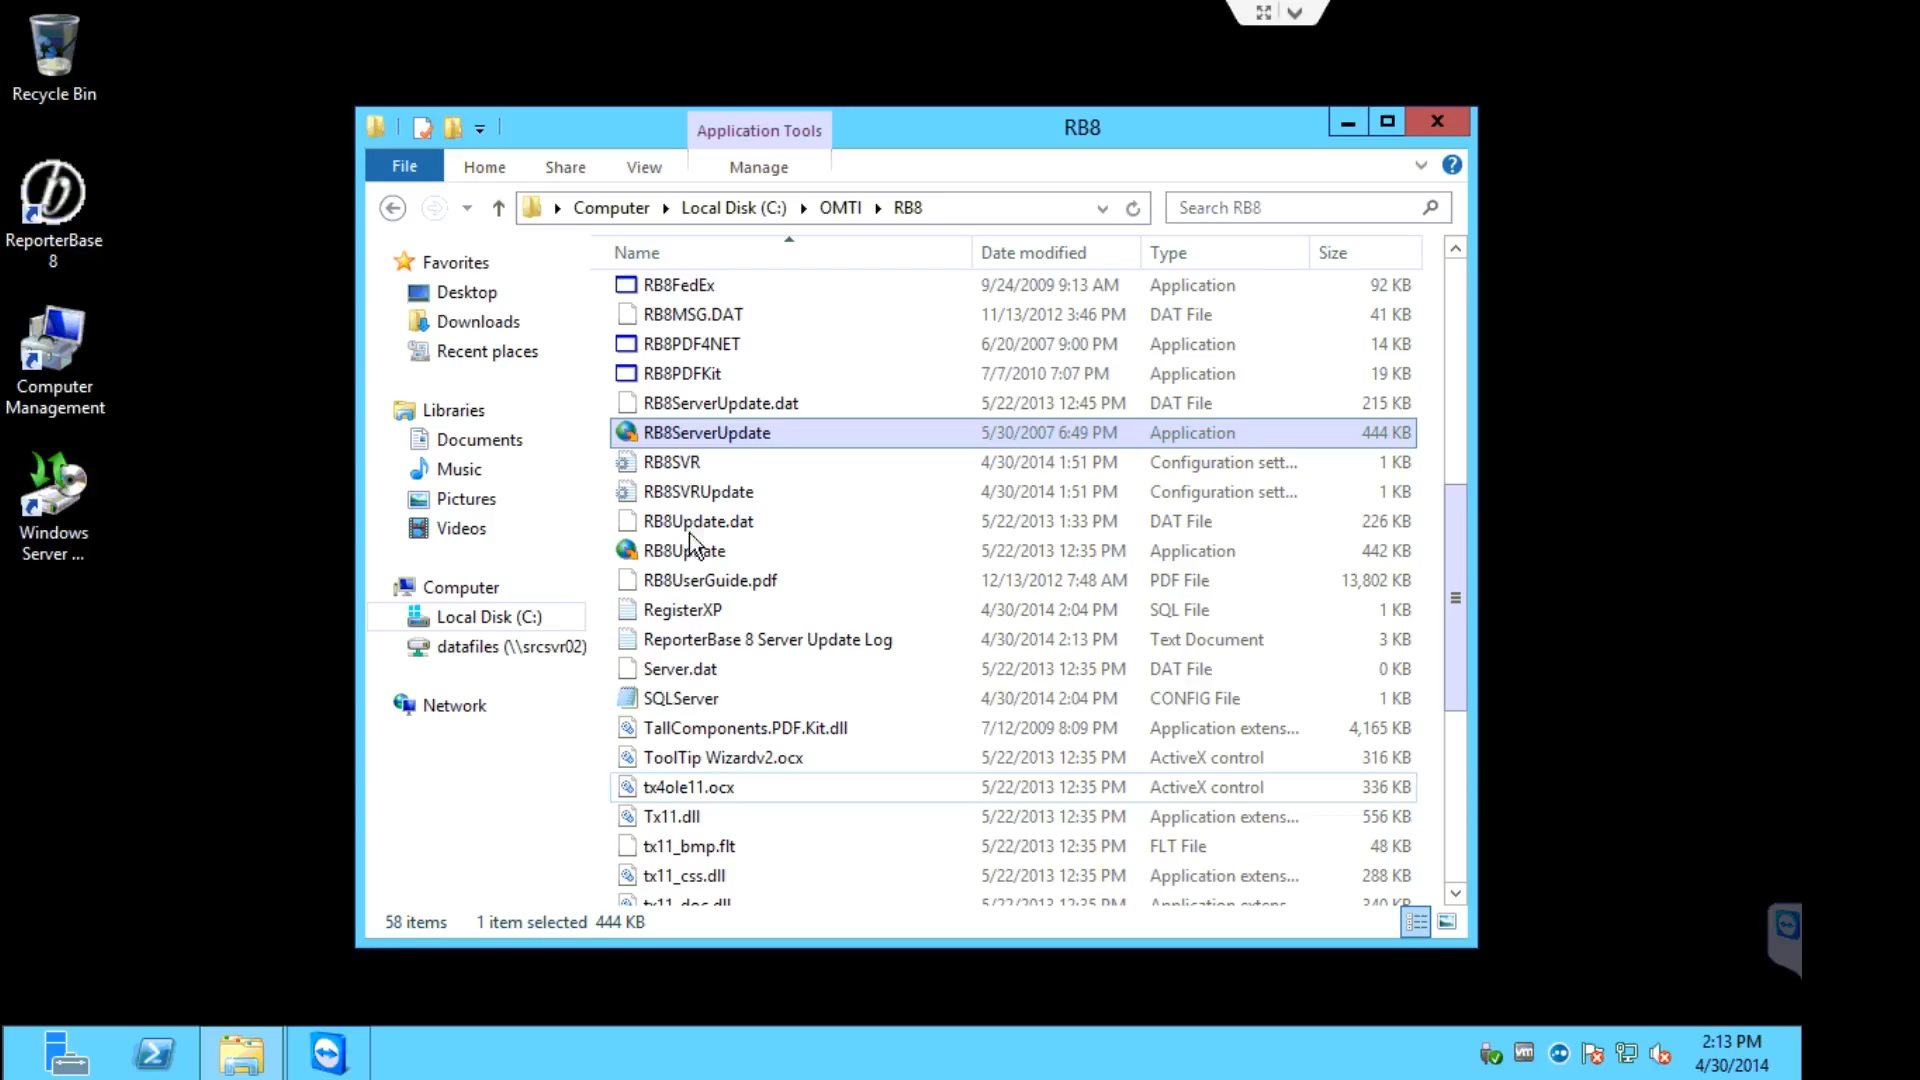 Recycle Bin
ReporterBase
8
Computer
Management
Windows
Server ...
Application Tools
RB8
File
Home
Share
View
Manage
Computer
Local Disk (C:)
OMTI
RB8
Search RB8
Favorites
Desktop
Downloads
Recent places
Libraries
Documents
Music
Pictures
Videos
Computer
Local Disk (C:)
datafiles (\\srcsvr02)
Network
Name Date modified Type Size
RB8FedEx 9/24/2009 9:13 AM Application 92 KB
RB8MSG.DAT 11/13/2012 3:46 PM DAT File 41 KB
RB8PDF4NET 6/20/2007 9:00 PM Application 14 KB
RB8PDFKit 7/7/2010 7:07 PM Application 19 KB
RB8ServerUpdate.dat 5/22/2013 12:45 PM DAT File 215 KB
RB8ServerUpdate 5/30/2007 6:49 PM Application 444 KB
RB8SVR 4/30/2014 1:51 PM Configuration sett... 1 KB
RB8SVRUpdate 4/30/2014 1:51 PM Configuration sett... 1 KB
RB8Update.dat 5/22/2013 1:33 PM DAT File 226 KB
RB8Update 5/22/2013 12:35 PM Application 442 KB
RB8UserGuide.pdf 12/13/2012 7:48 AM PDF File 13,802 KB
RegisterXP 4/30/2014 2:04 PM SQL File 1 KB
ReporterBase 8 Server Update Log 4/30/2014 2:13 PM Text Document 3 KB
Server.dat 5/22/2013 12:35 PM DAT File 0 KB
SQLServer 4/30/2014 2:04 PM CONFIG File 1 KB
TallComponents.PDF.Kit.dll 7/12/2009 8:09 PM Application extens... 4,165 KB
ToolTip Wizardv2.ocx 5/22/2013 12:35 PM ActiveX control 316 KB
tx4ole11.ocx 5/22/2013 12:35 PM ActiveX control 336 KB
Tx11.dll 5/22/2013 12:35 PM Application extens... 556 KB
tx11_bmp.flt 5/22/2013 12:35 PM FLT File 48 KB
tx11_css.dll 5/22/2013 12:35 PM Application extens... 288 KB
tx11_doc.dll 5/22/2013 12:35 PM Application extens... 340 KB
58 items 1 item selected 444 KB
2:13 PM
4/30/2014